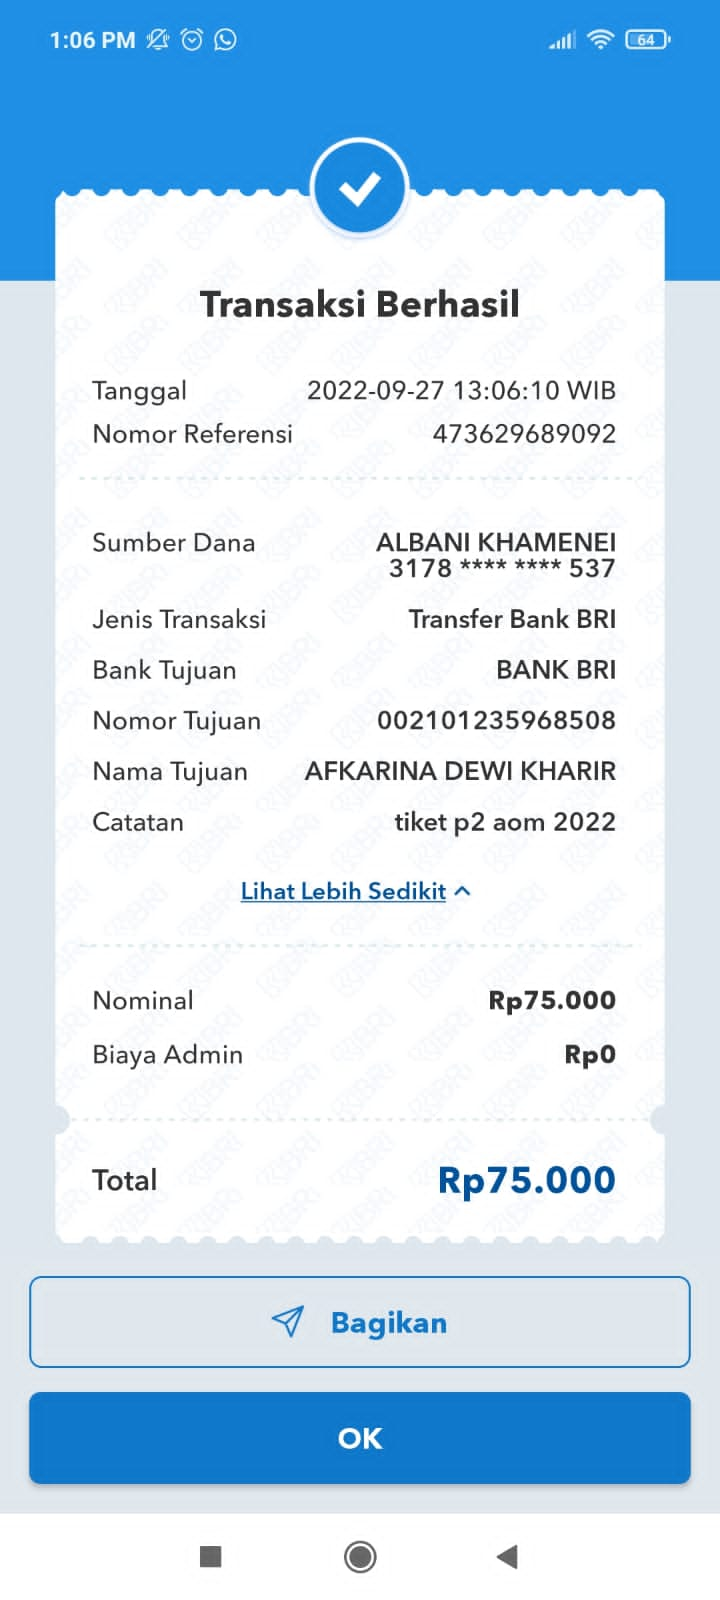 1:06 PM
64
Transaksi Berhasil
Tanggal 2022-09-27 13:06:10 WIB
Nomor Referensi 473629689092
Sumber Dana ALBANI KHAMENEI
3178 **** **** 537
Jenis Transaksi Transfer Bank BRI
Bank Tujuan BANK BRI
Nomor Tujuan 002101235968508
Nama Tujuan AFKARINA DEWI KHARIR
Catatan tiket p2 aom 2022
Lihat Lebih Sedikit
Nominal Rp75.000
Biaya Admin Rp0
Total Rp75.000
Bagikan
OK